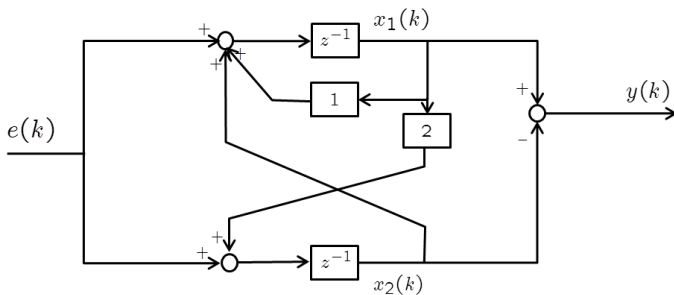 x₁(k)
+
z⁻¹
+
+
1
+
y(k)
e(k)
2
−
+
+
z⁻¹
x₂(k)